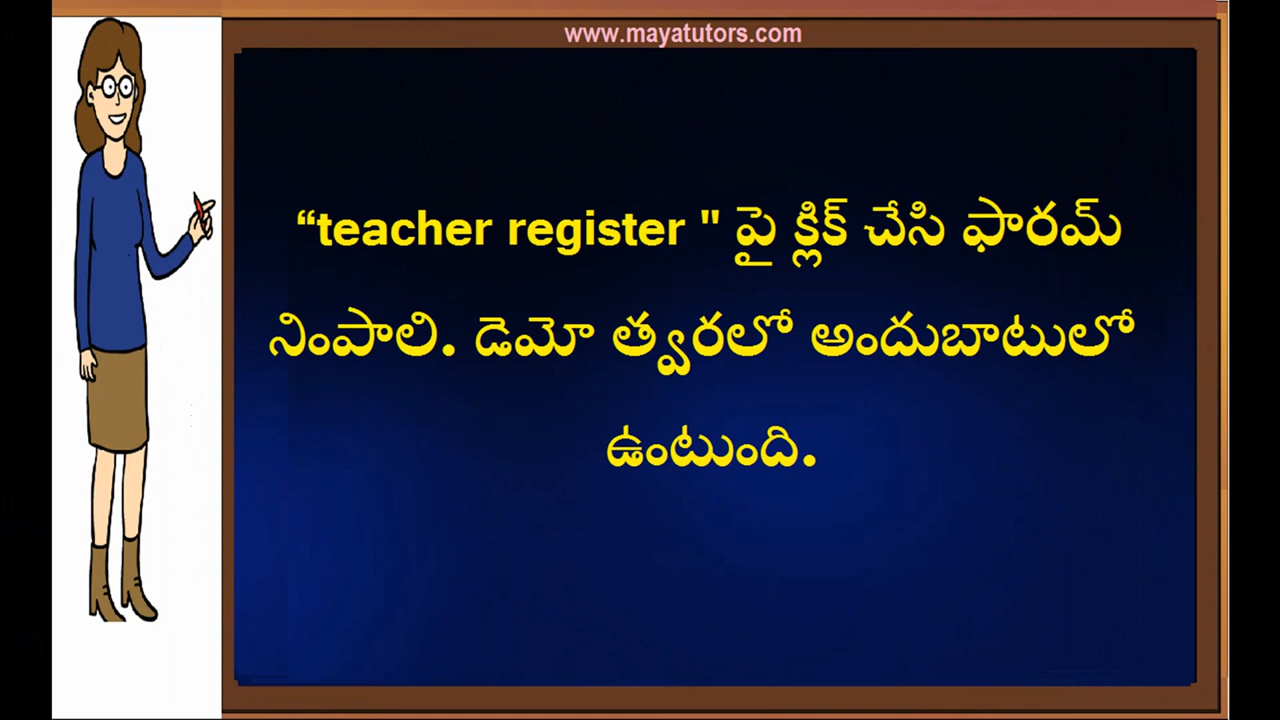 www.mayatutors.com
“teacher register " పై క్లిక్ చేసి ఫారమ్
నింపాలి. డెమో త్వరలో అందుబాటులో
ఉంటుంది.